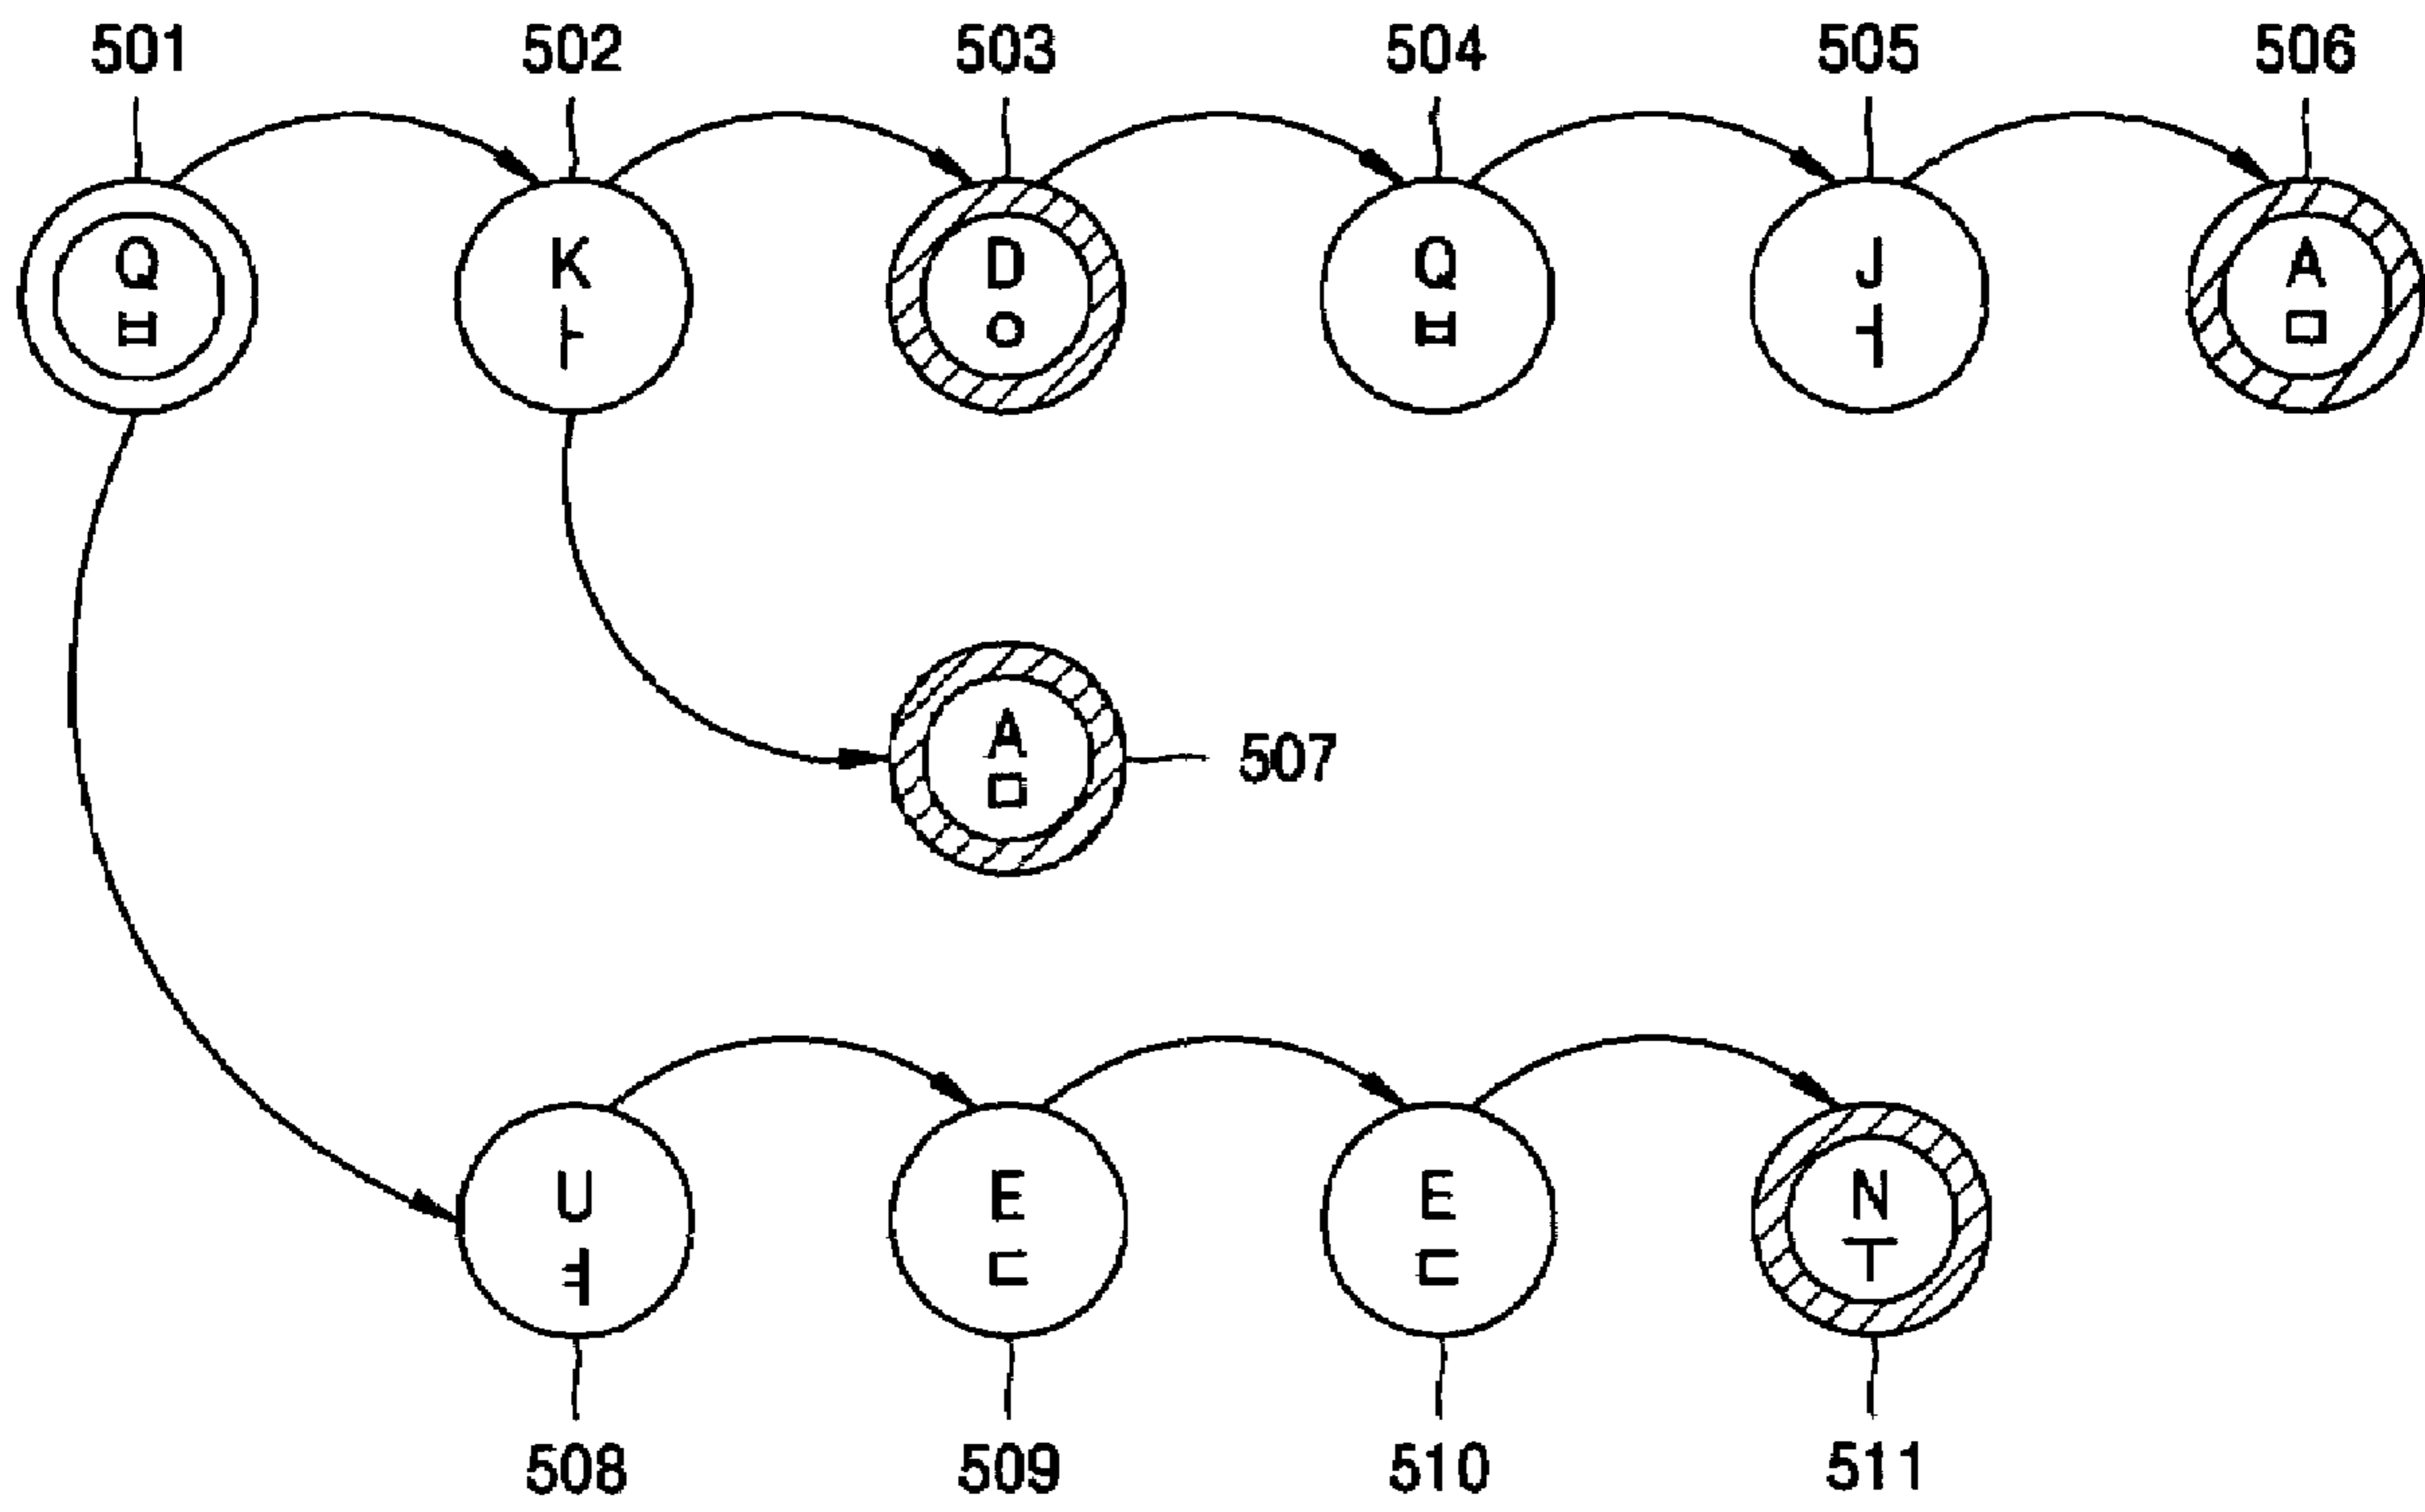 501 502 503 504 505 506
Q K D Q J A
ㅂ ㅏ ㅇ ㅂ ㅓ ㅁ
A
ㅁ
507
U E E N
ㅕ ㄷ ㄷ ㅜ
508 509 510 511